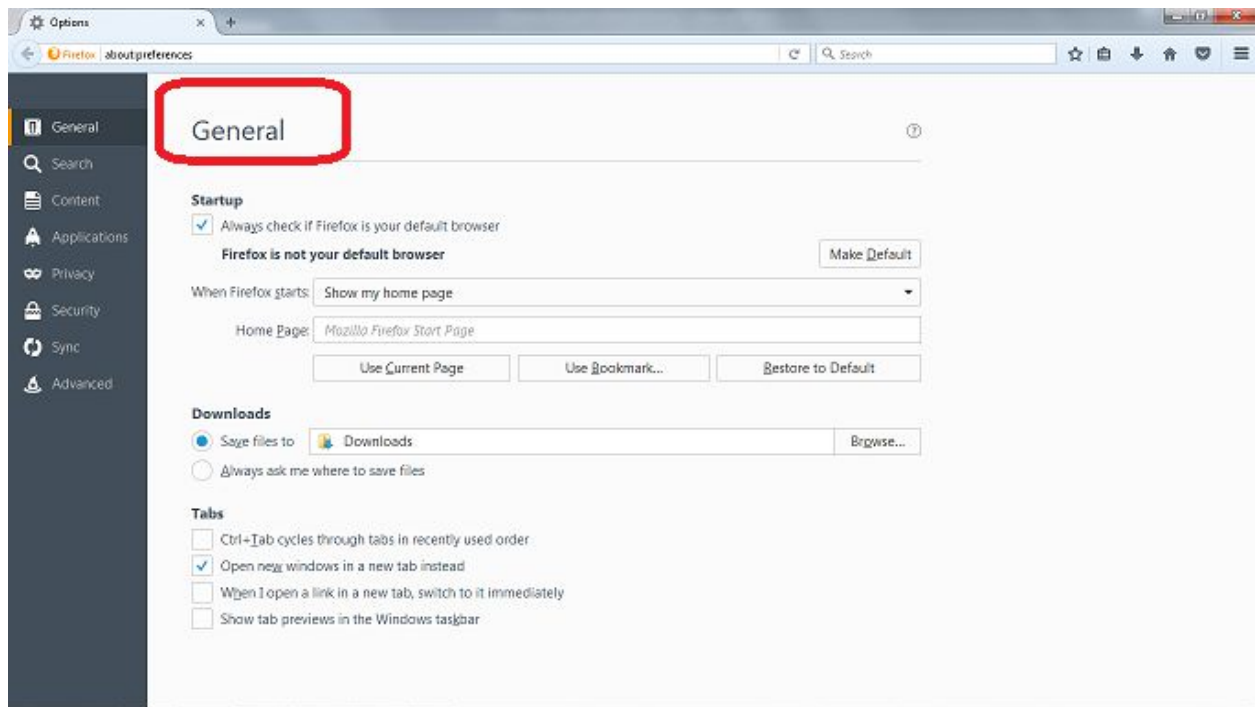 Options
Firefox about:preferences
Search
General
Search
Content
Applications
Privacy
Security
Sync
Advanced
General
Startup
Always check if Firefox is your default browser
Firefox is not your default browser
Make Default
When Firefox starts: Show my home page
Home Page: Mozilla Firefox Start Page
Use Current Page Use Bookmark... Restore to Default
Downloads
Save files to Downloads Browse...
Always ask me where to save files
Tabs
Ctrl+Tab cycles through tabs in recently used order
Open new windows in a new tab instead
When I open a link in a new tab, switch to it immediately
Show tab previews in the Windows taskbar